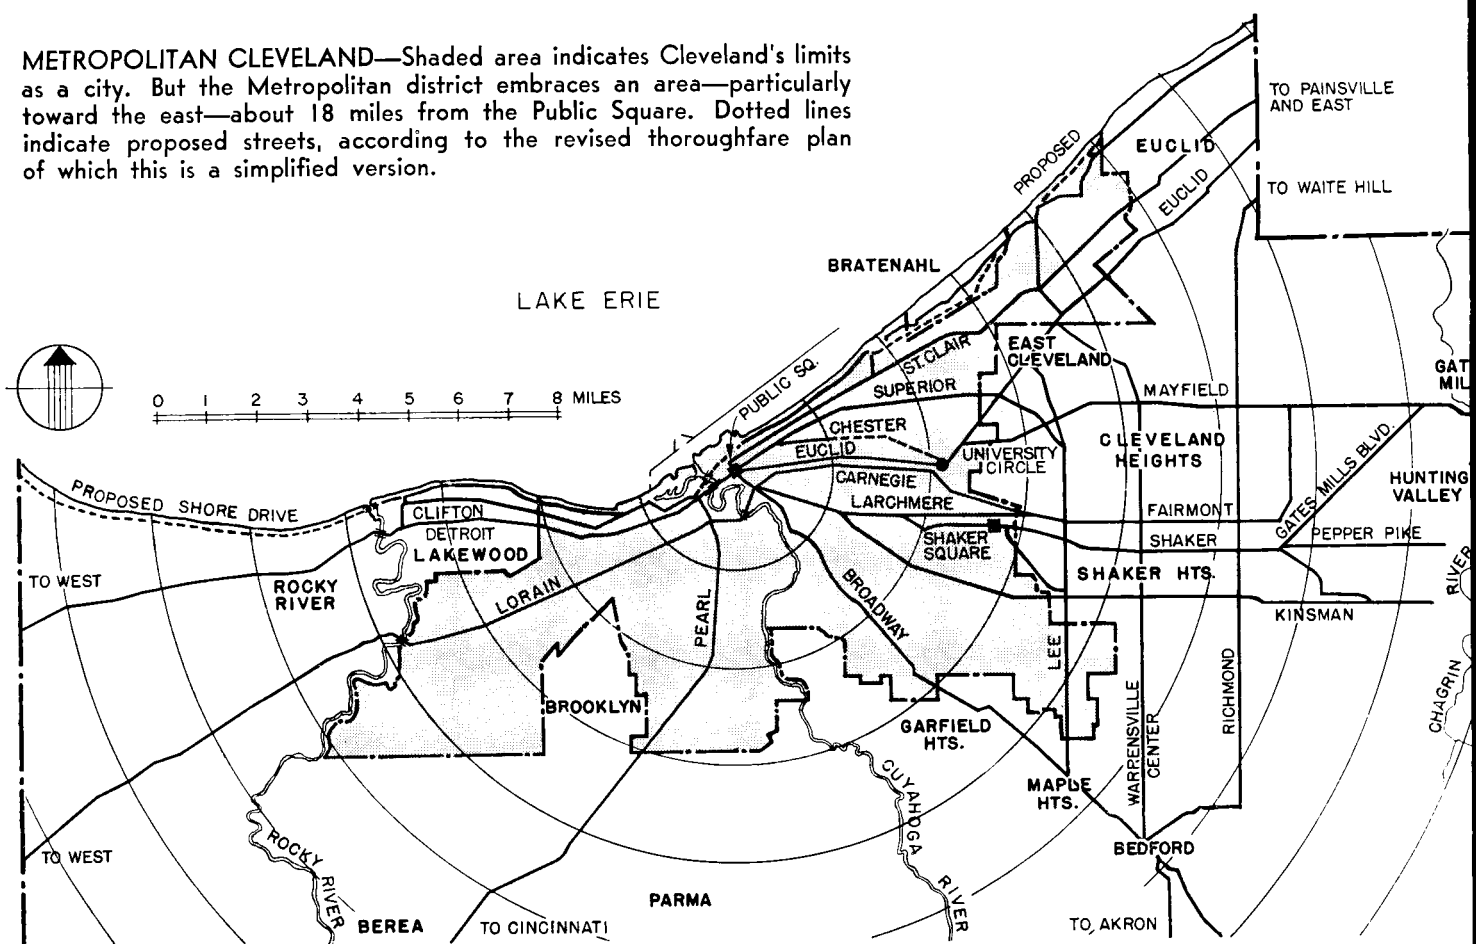 METROPOLITAN CLEVELAND—Shaded area indicates Cleveland's limits
as a city. But the Metropolitan district embraces an area—particularly
toward the east—about 18 miles from the Public Square. Dotted lines
indicate proposed streets, according to the revised thoroughfare plan
of which this is a simplified version.
TO PAINSVILLE
AND EAST
PROPOSED
EUCLID
EUCLID
TO WAITE HILL
BRATENAHL
LAKE ERIE
0 1 2 3 4 5 6 7 8 MILES
PUBLIC SQ.
ST. CLAIR
EAST
CLEVELAND
SUPERIOR
MAYFIELD
GAT
MIL
CHESTER
EUCLID
UNIVERSITY
CIRCLE
CLEVELAND
HEIGHTS
CARNEGIE
LARCHMERE
GATES MILLS BLVD.
HUNTING
VALLEY
PROPOSED SHORE DRIVE
CLIFTON
DETROIT
LAKEWOOD
FAIRMONT
SHAKER
SQUARE
SHAKER
PEPPER PIKE
TO WEST
ROCKY
RIVER
LORAIN
PEARL
BROADWAY
SHAKER HTS.
KINSMAN
RIVER
LEE
BROOKLYN
GARFIELD
HTS.
WARRENSVILLE
CENTER
RICHMOND
CHAGRIN
MAPLE
HTS.
CUYAHOGA
RIVER
BEDFORD
TO WEST
ROCKY
RIVER
BEREA
TO CINCINNATI
PARMA
TO AKRON